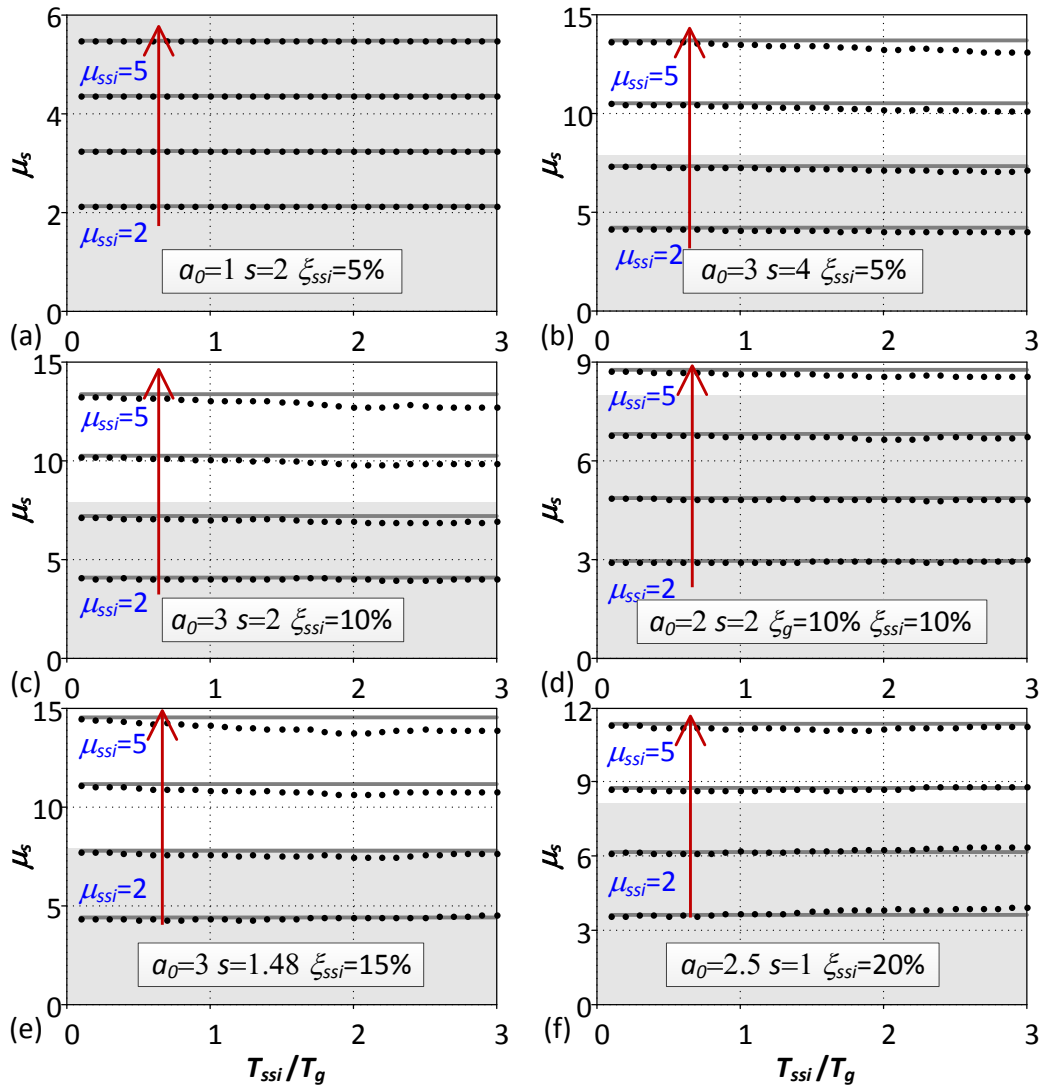 6
4
2
0
μs
μssi=5
μssi=2
a0=1 s=2 ξssi=5%
(a)
0 1 2 3
15
10
5
0
μs
μssi=5
μssi=2
a0=3 s=4 ξssi=5%
(b)
0 1 2 3
15
10
5
0
μs
μssi=5
μssi=2
a0=3 s=2 ξssi=10%
(c)
0 1 2 3
9
6
3
0
μs
μssi=5
μssi=2
a0=2 s=2 ξg=10% ξssi=10%
(d)
0 1 2 3
15
10
5
0
μs
μssi=5
μssi=2
a0=3 s=1.48 ξssi=15%
(e)
0 1 2 3
Tssi/Tg
12
9
6
3
0
μs
μssi=5
μssi=2
a0=2.5 s=1 ξssi=20%
(f)
0 1 2 3
Tssi/Tg